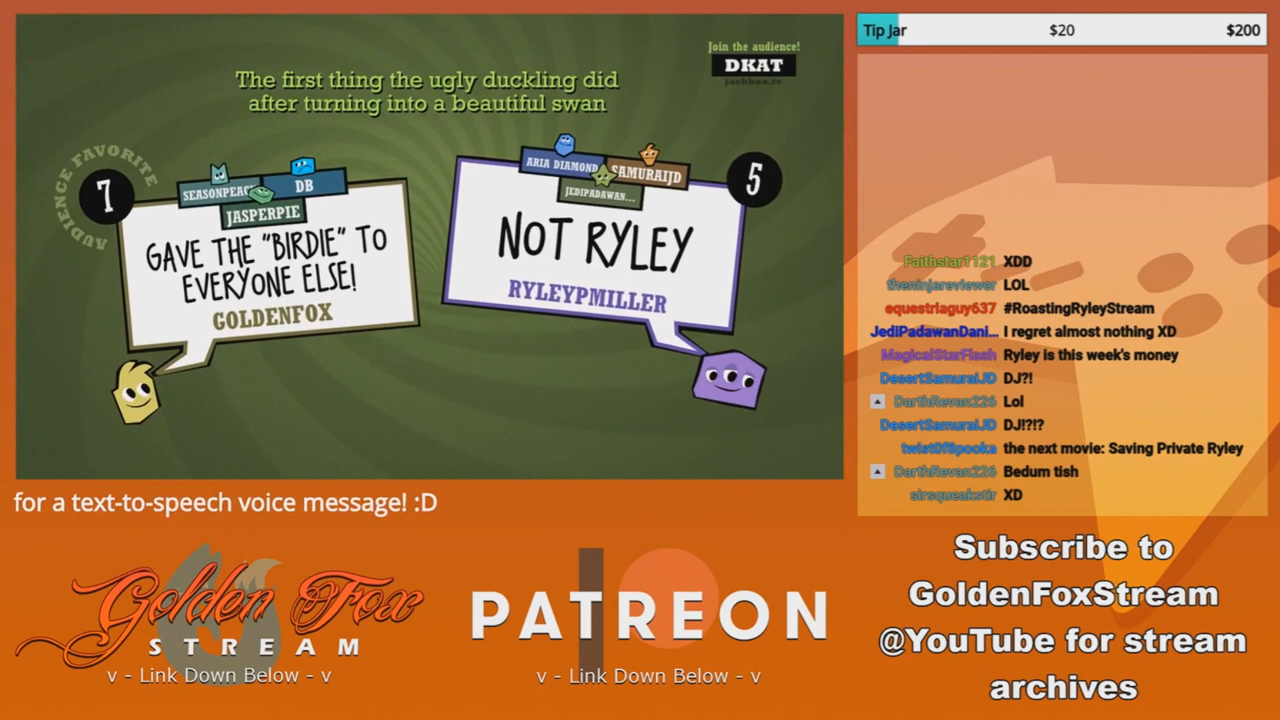 Join the audience!
DKAT
jackbox.tv
The first thing the ugly duckling did
after turning into a beautiful swan
AUDIENCE FAVORITE
7
DB
JASPERPIE
GAVE THE "BIRDIE" TO
EVERYONE ELSE!
GOLDENFOX
ARIA DIAMOND
SAMURAIJD
JEDIPADAWAN...
5
NOT RYLEY
RYLEYPMILLER
Tip Jar $20 $200
Faithstar1121 XDD
theninjareviewer LOL
equestriaguy637 #RoastingRyleyStream
JediPadawanDani... I regret almost nothing XD
MagicalStarFlash Ryley is this week's money
DesertSamuraiJD DJ?!
DarthRevan226 Lol
DesertSamuraiJD DJ!?!?
twistOf8pooka the next movie: Saving Private Ryley
DarthRevan226 Bedum tish
sirsqueakstir XD
for a text-to-speech voice message! :D
Golden Fox
STREAM
v - Link Down Below - v
PATREON
v - Link Down Below - v
Subscribe to
GoldenFoxStream
@YouTube for stream
archives